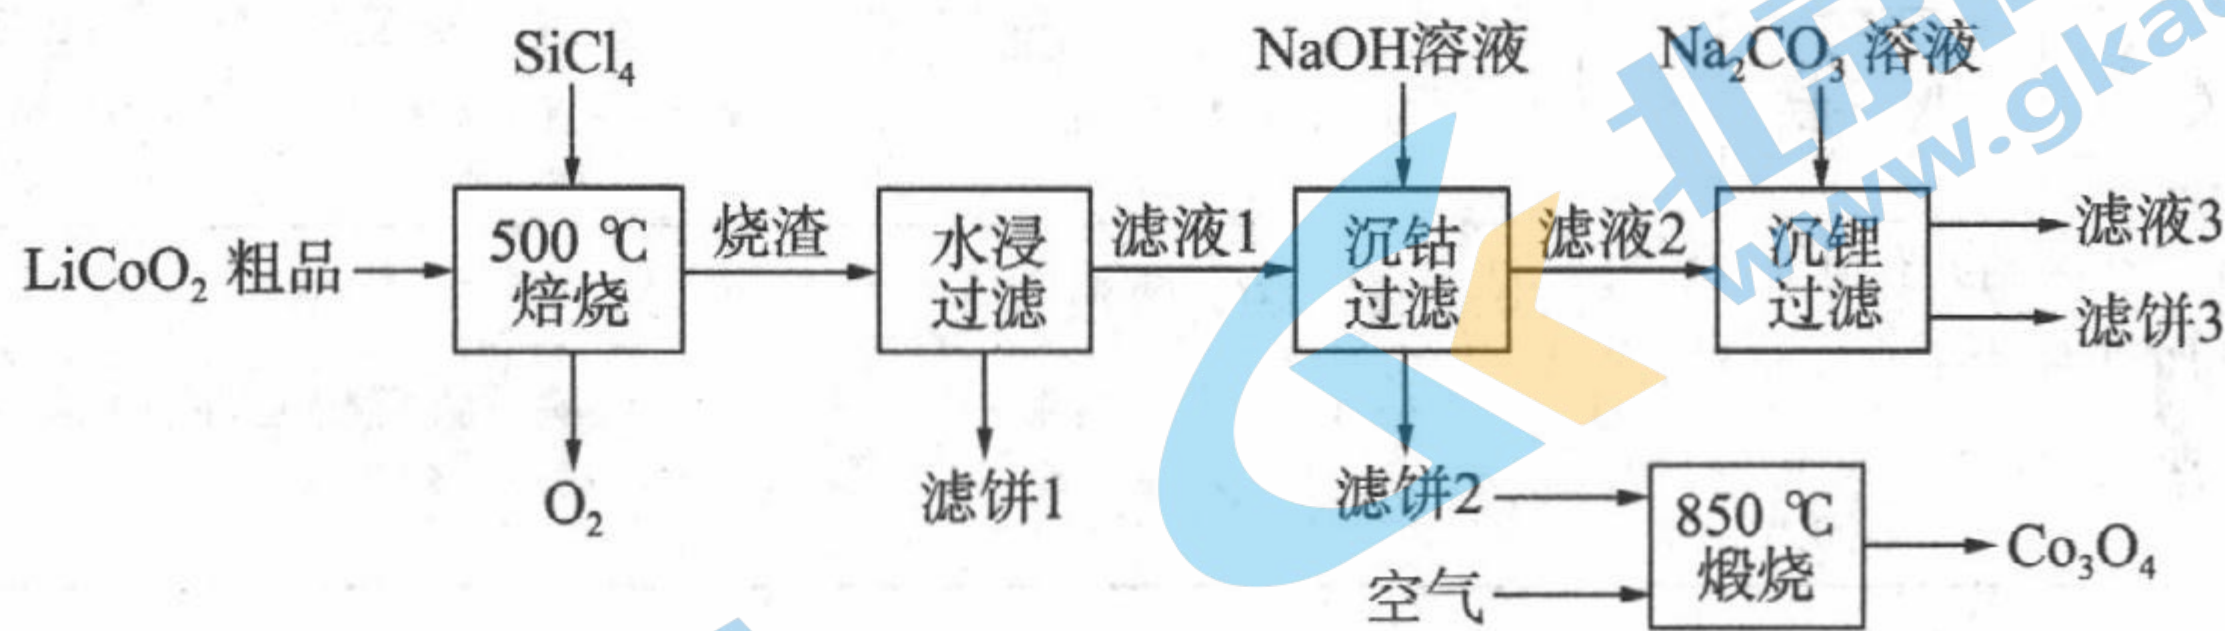 SiCl₄
NaOH溶液
Na₂CO₃ 溶液
LiCoO₂ 粗品
500 ℃
焙烧
烧渣
水浸
过滤
滤液1
沉钴
过滤
滤液2
沉锂
过滤
滤液3
滤饼3
O₂
滤饼1
滤饼2
空气
850 ℃
煅烧
Co₃O₄
www.gka